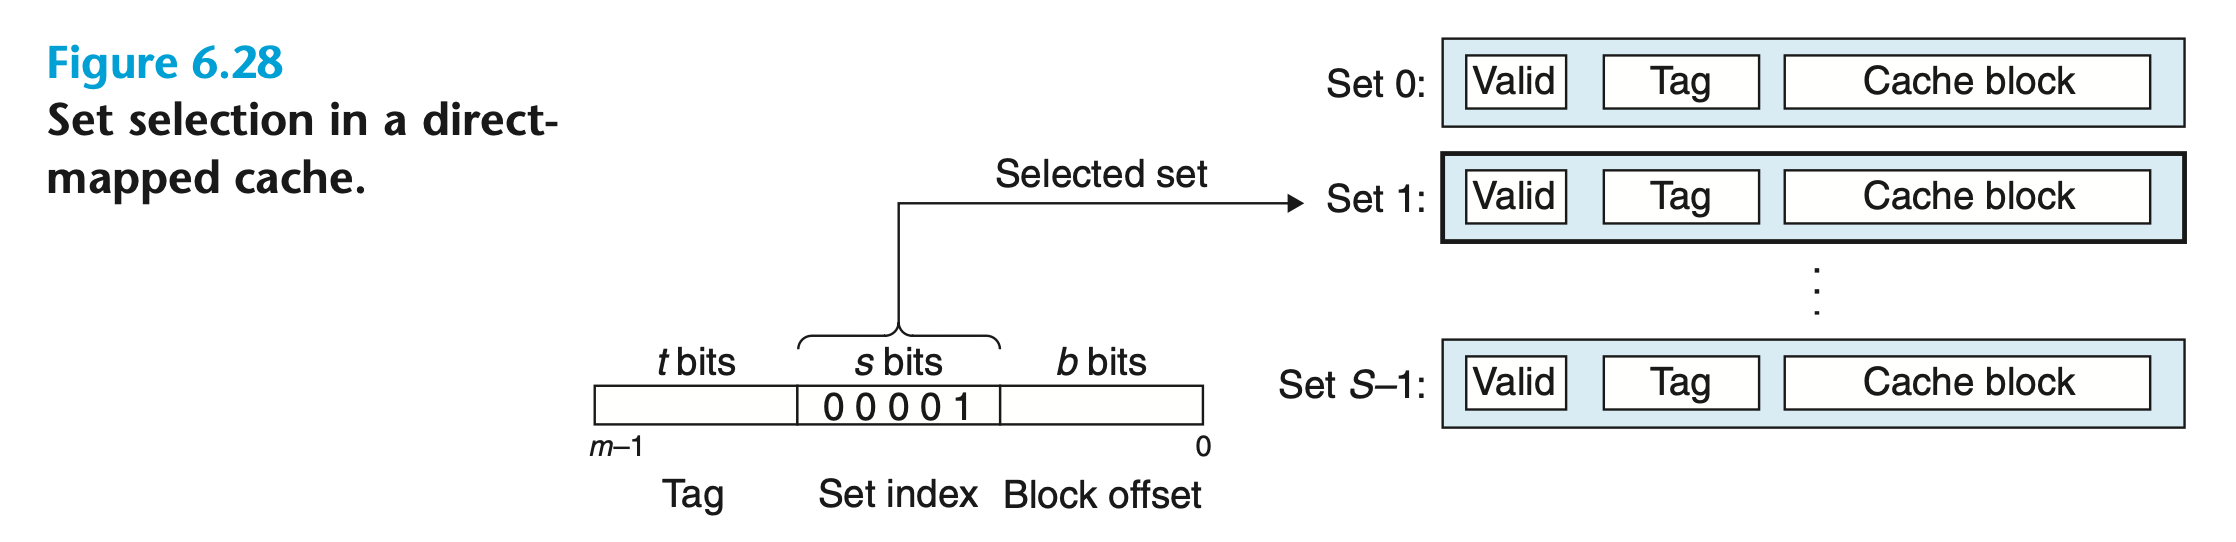 Figure 6.28
Set selection in a direct-
mapped cache.
Set 0: Valid Tag Cache block
Selected set
Set 1: Valid Tag Cache block
⋮
t bits s bits b bits
0 0 0 0 1
m–1 0
Tag Set index Block offset
Set S–1: Valid Tag Cache block